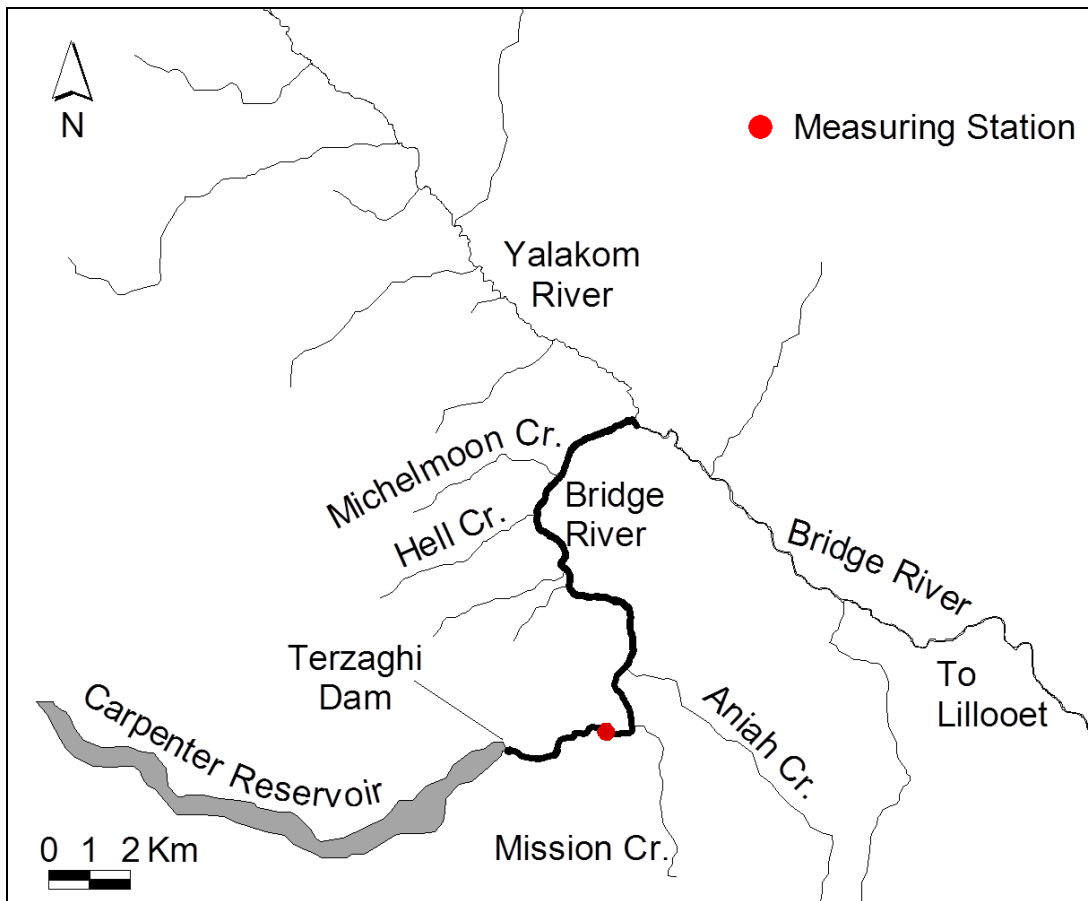 N
Measuring Station
Yalakom
River
Michelmoon Cr.
Bridge
River
Hell Cr.
Bridge River
Terzaghi
Dam
To
Lillooet
Aniah Cr.
Carpenter Reservoir
Mission Cr.
0 1 2 Km